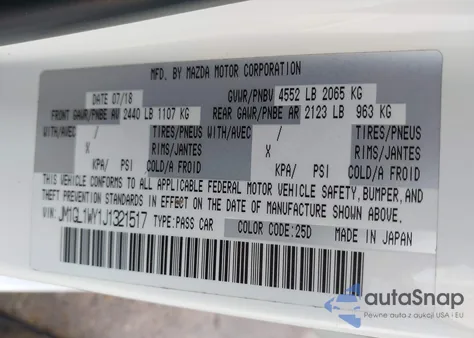 MFD. BY MAZDA MOTOR CORPORATION
DATE 07/18 GVWR/PNBV 4552 LB 2065 KG
FRONT GAWR/PNBE AV 2440 LB 1107 KG REAR GAWR/PNBE AR 2123 LB 963 KG
WITH/AVEC / TIRES/PNEUS WITH/AVEC / TIRES/PNEUS
X RIMS/JANTES X RIMS/JANTES
KPA/ PSI COLD/A FROID KPA/ PSI COLD/A FROID
THIS VEHICLE CONFORMS TO ALL APPLICABLE FEDERAL MOTOR VEHICLE SAFETY, BUMPER, AND
THEFT PREVENTION STANDARDS IN EFFECT ON THE DATE OF MANUFACTURE SHOWN ABOVE.
VIN: JM1GL1WY1J1321517 TYPE: PASS CAR COLOR CODE: 25D MADE IN JAPAN
autoSnap
Pewne auta z aukcji USA i EU